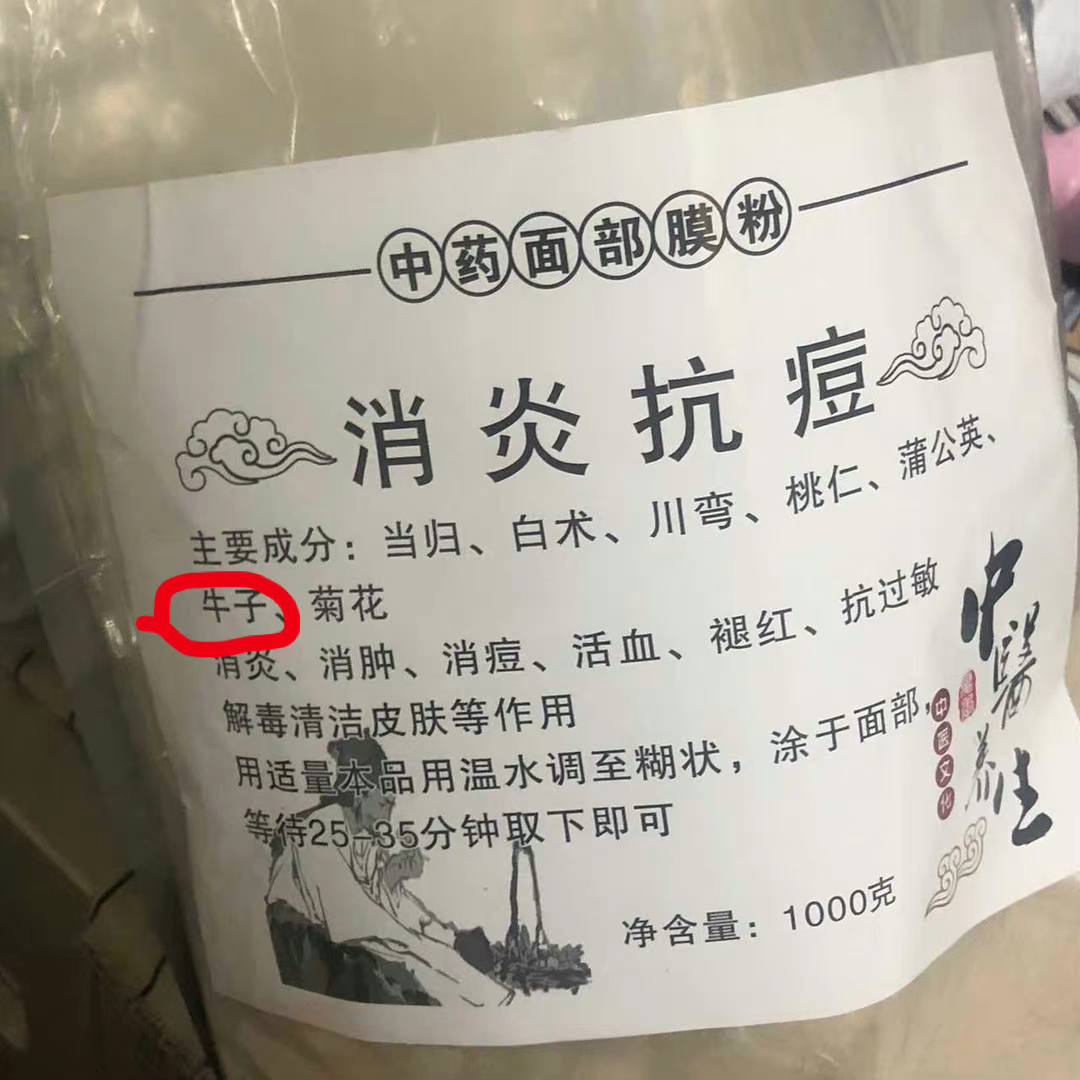 中药面部膜粉
消炎抗痘
主要成分：当归、白术、川弯、桃仁、蒲公英、
牛子、菊花
消炎、消肿、消痘、活血、褪红、抗过敏
解毒清洁皮肤等作用
用适量本品用温水调至糊状，涂于面部，
等待25-35分钟取下即可
净含量：1000克
中醫养生
中医文化